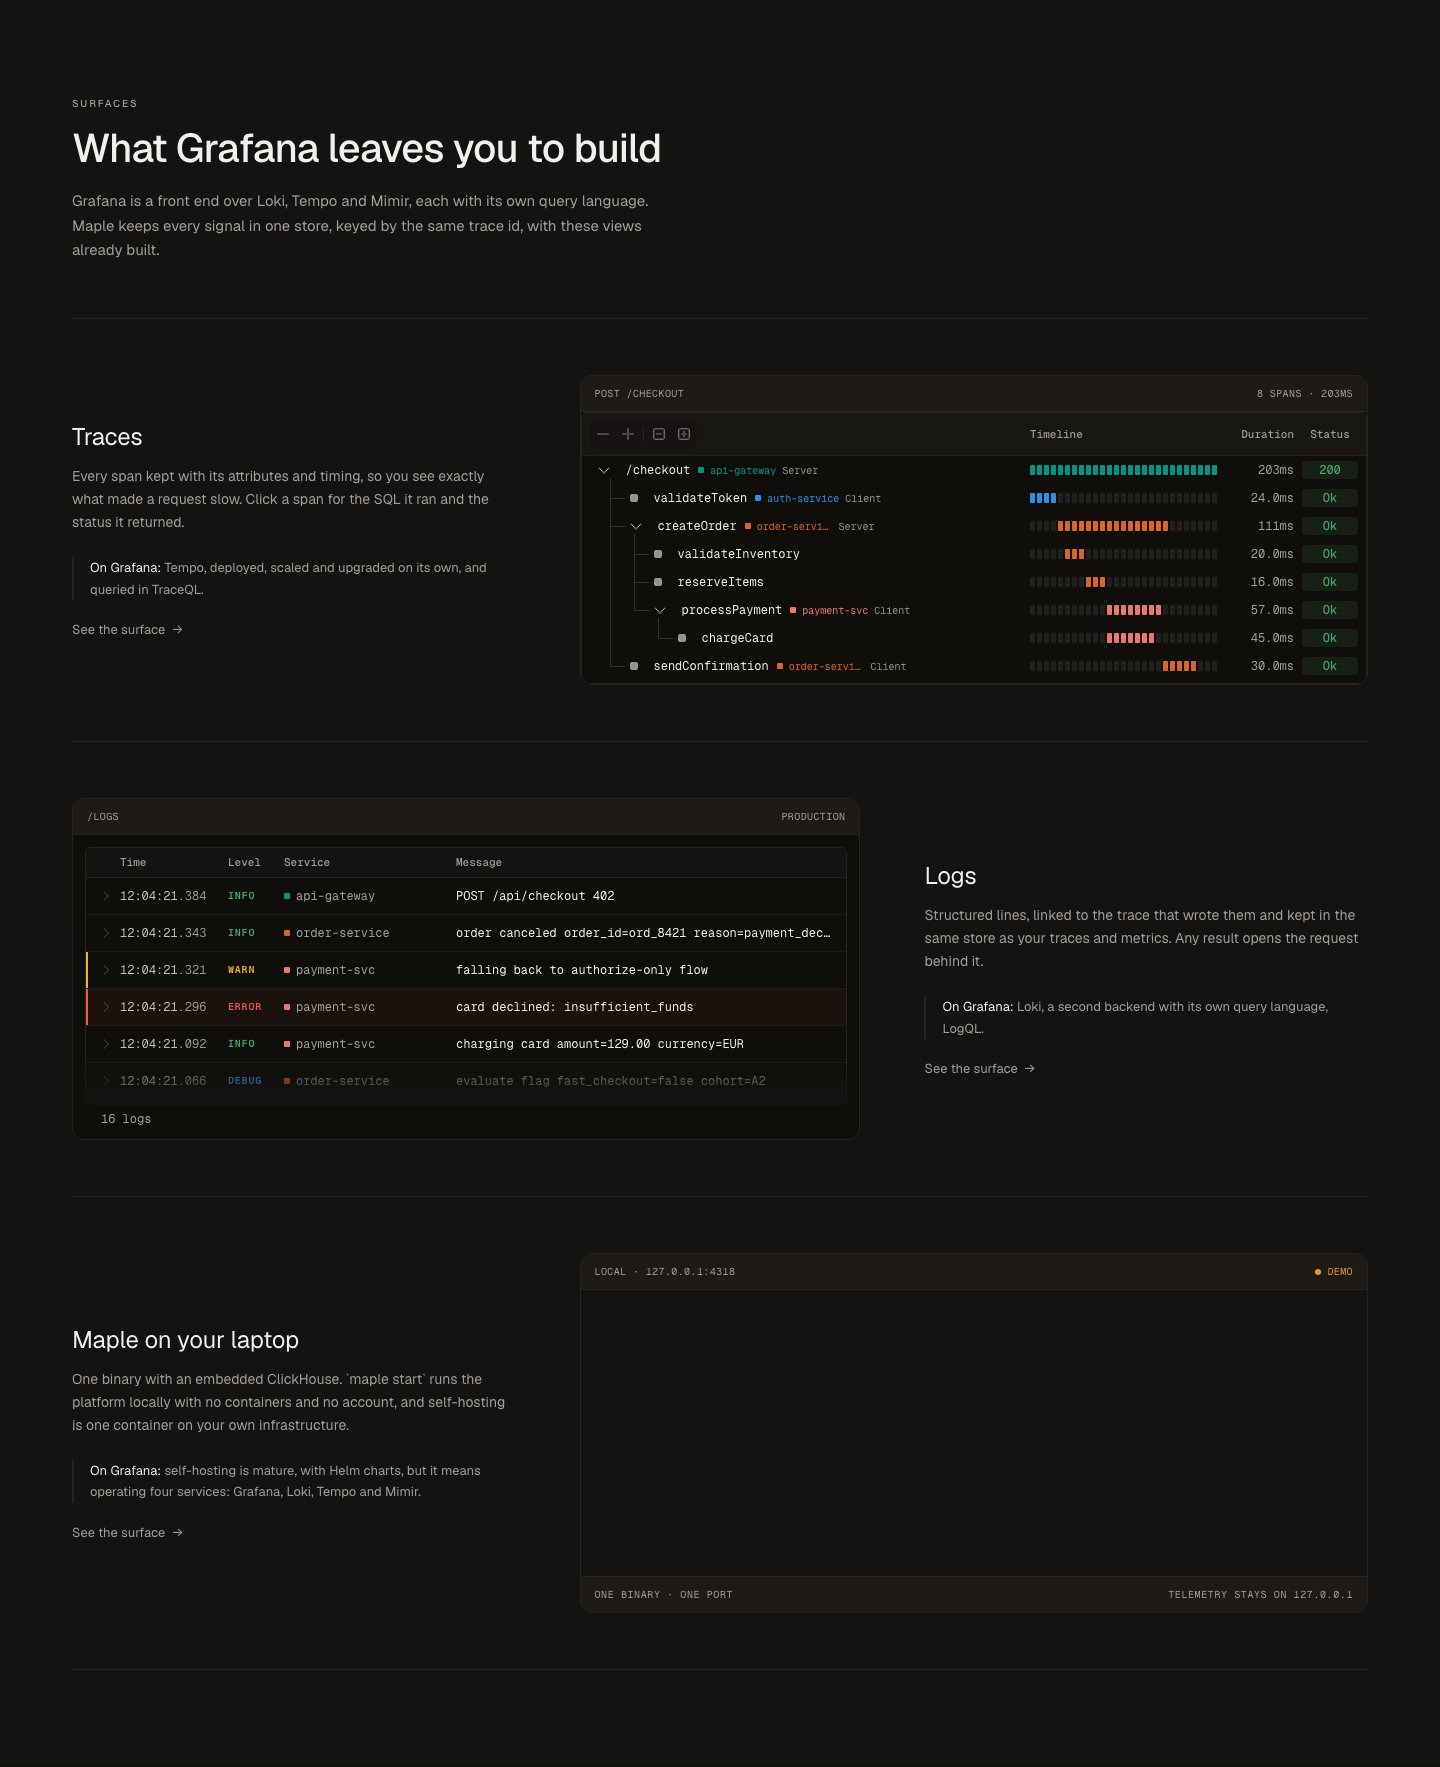 SURFACES
What Grafana leaves you to build
Grafana is a front end over Loki, Tempo and Mimir, each with its own query language.
Maple keeps every signal in one store, keyed by the same trace id, with these views
already built.
Traces
Every span kept with its attributes and timing, so you see exactly
what made a request slow. Click a span for the SQL it ran and the
status it returned.
On Grafana: Tempo, deployed, scaled and upgraded on its own, and
queried in TraceQL.
See the surface →
POST /CHECKOUT 8 SPANS · 203MS
Timeline Duration Status
/checkout api-gateway Server 203ms 200
validateToken auth-service Client 24.0ms Ok
createOrder order-servi… Server 111ms Ok
validateInventory 20.0ms Ok
reserveItems 16.0ms Ok
processPayment payment-svc Client 57.0ms Ok
chargeCard 45.0ms Ok
sendConfirmation order-servi… Client 30.0ms Ok
/LOGS PRODUCTION
Time Level Service Message
12:04:21.384 INFO api-gateway POST /api/checkout 402
12:04:21.343 INFO order-service order canceled order_id=ord_8421 reason=payment_dec…
12:04:21.321 WARN payment-svc falling back to authorize-only flow
12:04:21.296 ERROR payment-svc card declined: insufficient_funds
12:04:21.092 INFO payment-svc charging card amount=129.00 currency=EUR
12:04:21.066 DEBUG order-service evaluate flag fast_checkout=false cohort=A2
16 logs
Logs
Structured lines, linked to the trace that wrote them and kept in the
same store as your traces and metrics. Any result opens the request
behind it.
On Grafana: Loki, a second backend with its own query language,
LogQL.
See the surface →
Maple on your laptop
One binary with an embedded ClickHouse. `maple start` runs the
platform locally with no containers and no account, and self-hosting
is one container on your own infrastructure.
On Grafana: self-hosting is mature, with Helm charts, but it means
operating four services: Grafana, Loki, Tempo and Mimir.
See the surface →
LOCAL · 127.0.0.1:4318 DEMO
ONE BINARY · ONE PORT TELEMETRY STAYS ON 127.0.0.1